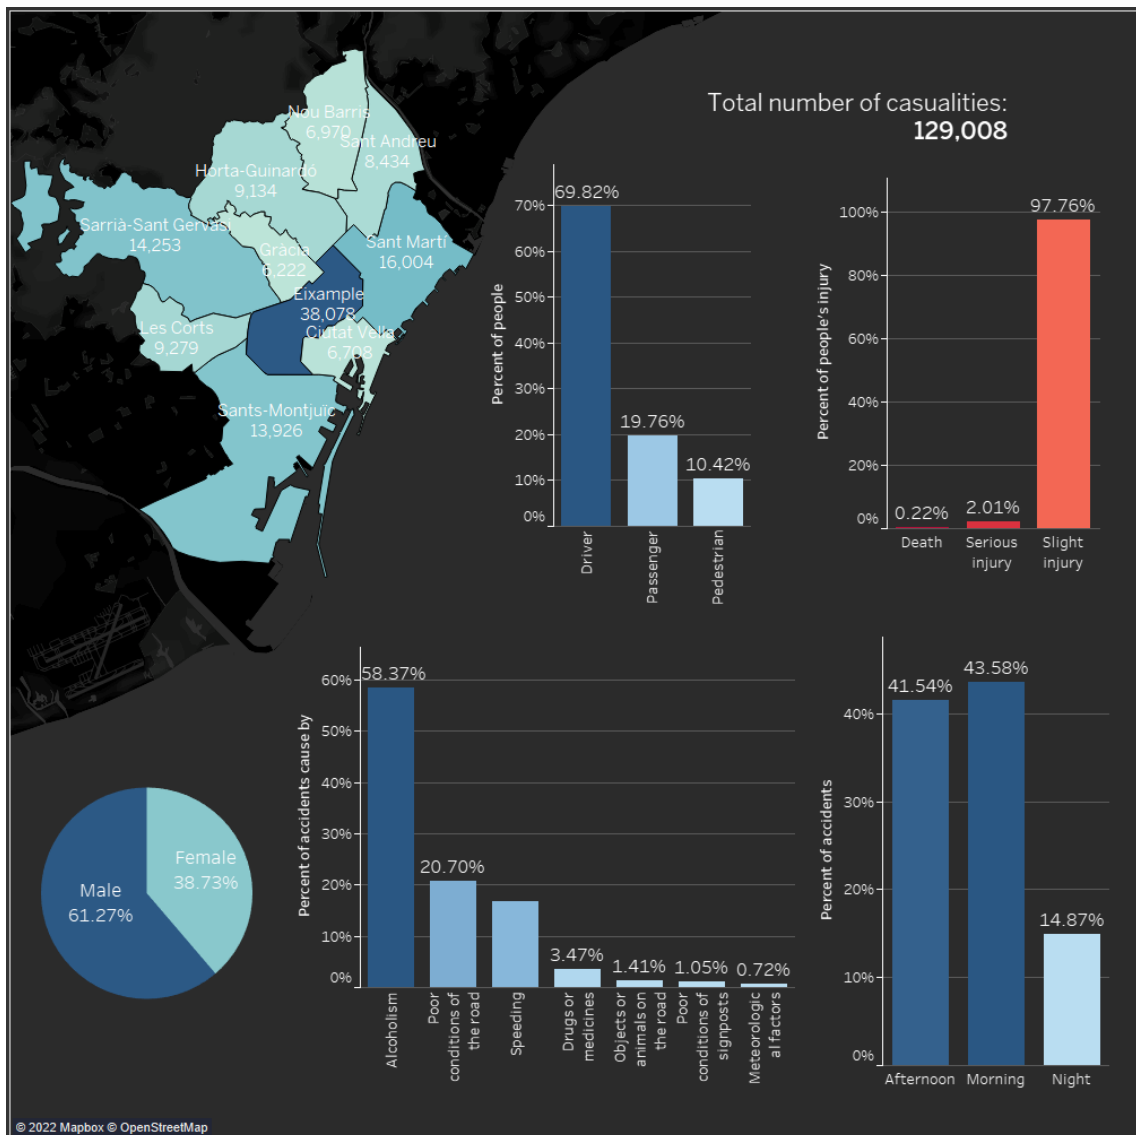 Total number of casualities:
129,008
Nou Barris
6,970
Sant Andreu
8,434
Horta-Guinardó
9,134
Sarrià-Sant Gervasi
14,253
Gràcia
6,222
Sant Martí
16,004
Eixample
38,078
Ciutat Vella
6,708
Les Corts
9,279
Sants-Montjuïc
13,926
Percent of people
70%
60%
50%
40%
30%
20%
10%
0%
69.82%
19.76%
10.42%
Driver
Passenger
Pedestrian
Percent of people's injury
100%
80%
60%
40%
20%
0%
0.22%
2.01%
97.76%
Death
Serious
injury
Slight
injury
Male
61.27%
Female
38.73%
Percent of accidents cause by
60%
50%
40%
30%
20%
10%
0%
58.37%
20.70%
3.47%
1.41%
1.05%
0.72%
Alcoholism
Poor
conditions of
the road
Speeding
Drugs or
medicines
Objects or
animals on
the road
Poor
conditions of
signposts
Meteorologic
al factors
Percent of accidents
40%
30%
20%
10%
0%
41.54%
43.58%
14.87%
Afternoon
Morning
Night
© 2022 Mapbox © OpenStreetMap